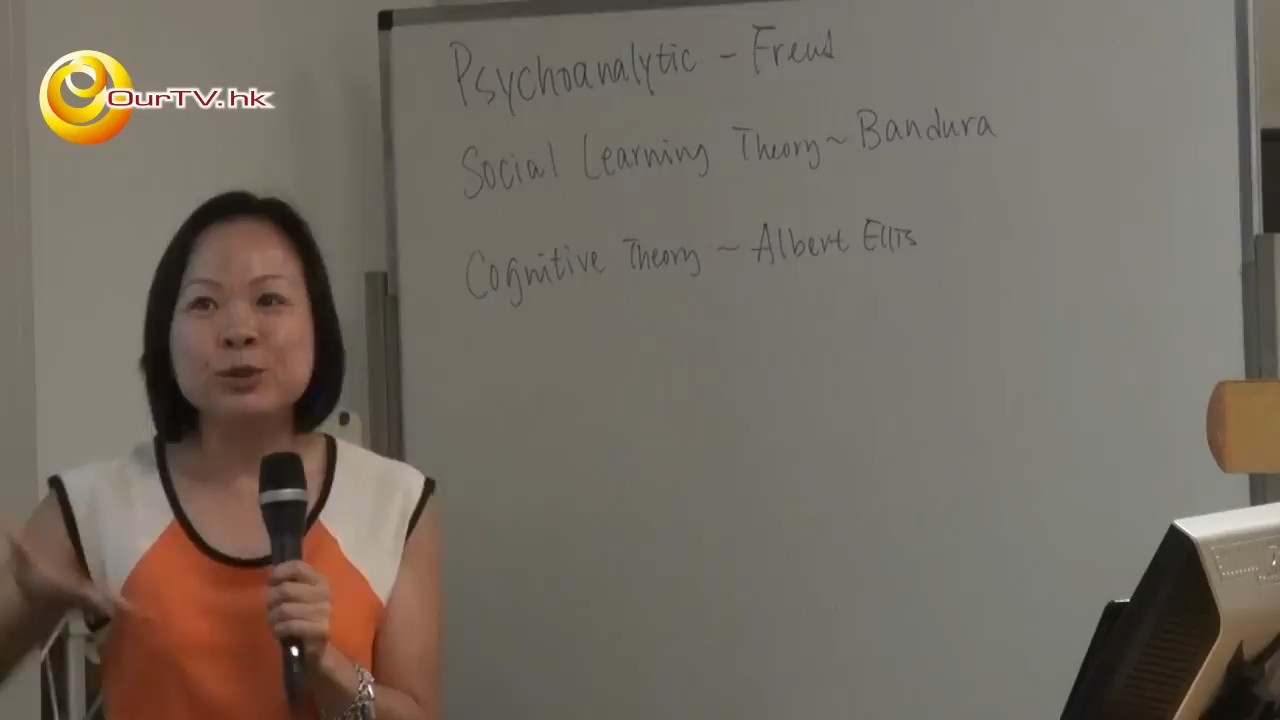 OurTV.hk
Psychoanalytic - Freud
Social Learning Theory ~ Bandura
Cognitive Theory ~ Albert Ellis